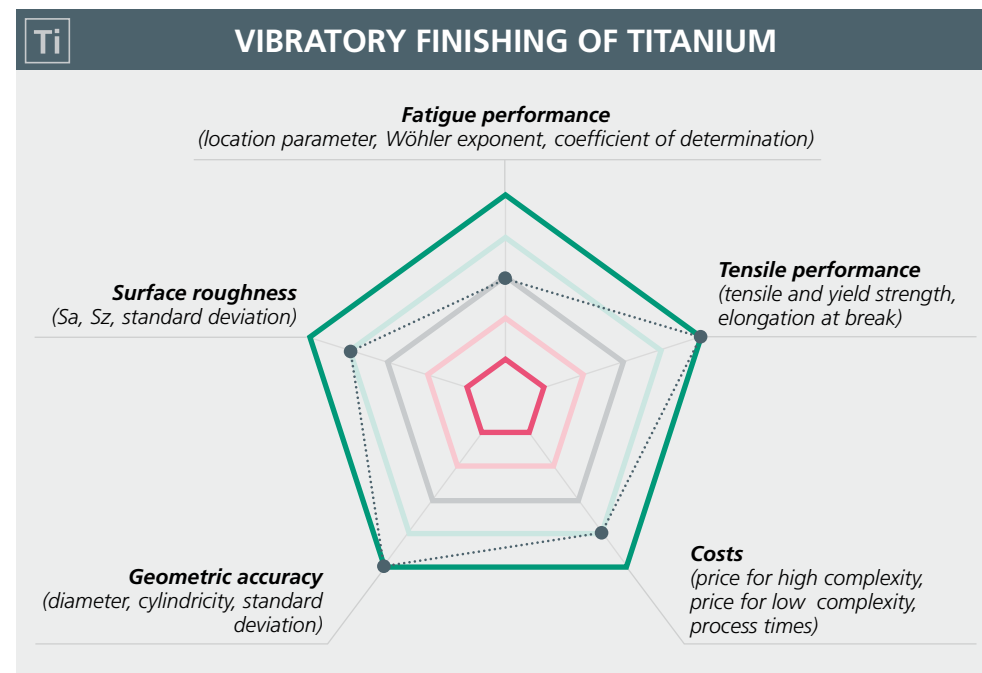 Ti
VIBRATORY FINISHING OF TITANIUM
Fatigue performance
(location parameter, Wöhler exponent, coefficient of determination)
Tensile performance
(tensile and yield strength,
elongation at break)
Surface roughness
(Sa, Sz, standard deviation)
Costs
(price for high complexity,
price for low complexity,
process times)
Geometric accuracy
(diameter, cylindricity, standard
deviation)